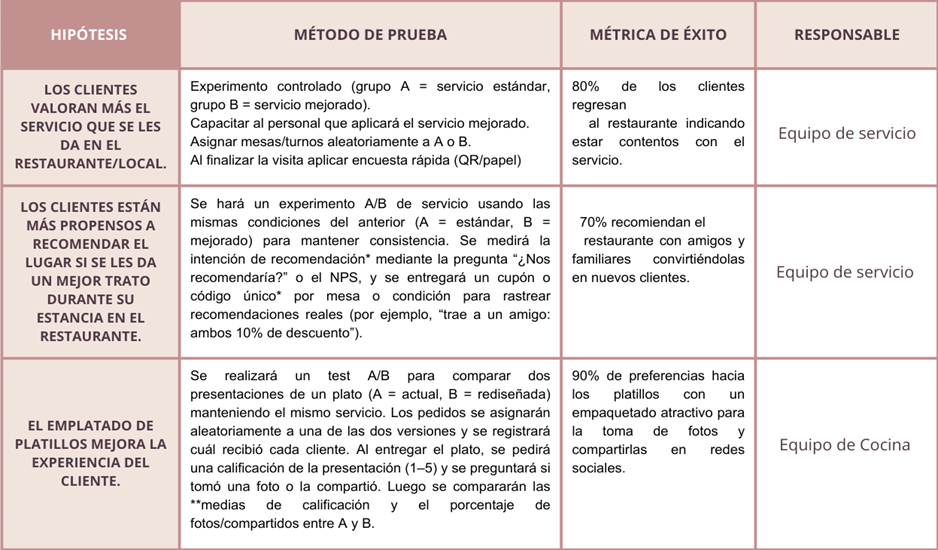 HIPÓTESIS
MÉTODO DE PRUEBA
MÉTRICA DE ÉXITO
RESPONSABLE
LOS CLIENTES
VALORAN MÁS EL
SERVICIO QUE SE LES
DA EN EL
RESTAURANTE/LOCAL.
Experimento controlado (grupo A = servicio estándar,
grupo B = servicio mejorado).
Capacitar al personal que aplicará el servicio mejorado.
Asignar mesas/turnos aleatoriamente a A o B.
Al finalizar la visita aplicar encuesta rápida (QR/papel)
80% de los clientes
regresan
al restaurante indicando
estar contentos con el
servicio.
Equipo de servicio
LOS CLIENTES ESTÁN
MÁS PROPENSOS A
RECOMENDAR EL
LUGAR SI SE LES DA
UN MEJOR TRATO
DURANTE SU
ESTANCIA EN EL
RESTAURANTE.
Se hará un experimento A/B de servicio usando las
mismas condiciones del anterior (A = estándar, B =
mejorado) para mantener consistencia. Se medirá la
intención de recomendación* mediante la pregunta “¿Nos
recomendaría?” o el NPS, y se entregará un cupón o
código único* por mesa o condición para rastrear
recomendaciones reales (por ejemplo, “trae a un amigo:
ambos 10% de descuento”).
70% recomiendan el
restaurante con amigos y
familiares convirtiéndolas
en nuevos clientes.
Equipo de servicio
EL EMPLATADO DE
PLATILLOS MEJORA LA
EXPERIENCIA DEL
CLIENTE.
Se realizará un test A/B para comparar dos
presentaciones de un plato (A = actual, B = rediseñada)
manteniendo el mismo servicio. Los pedidos se asignarán
aleatoriamente a una de las dos versiones y se registrará
cuál recibió cada cliente. Al entregar el plato, se pedirá
una calificación de la presentación (1–5) y se preguntará si
tomó una foto o la compartió. Luego se compararán las
**medias de calificación y el porcentaje de
fotos/compartidos entre A y B.
90% de preferencias hacia
los platillos con un
empaquetado atractivo para
la toma de fotos y
compartirlas en redes
sociales.
Equipo de Cocina